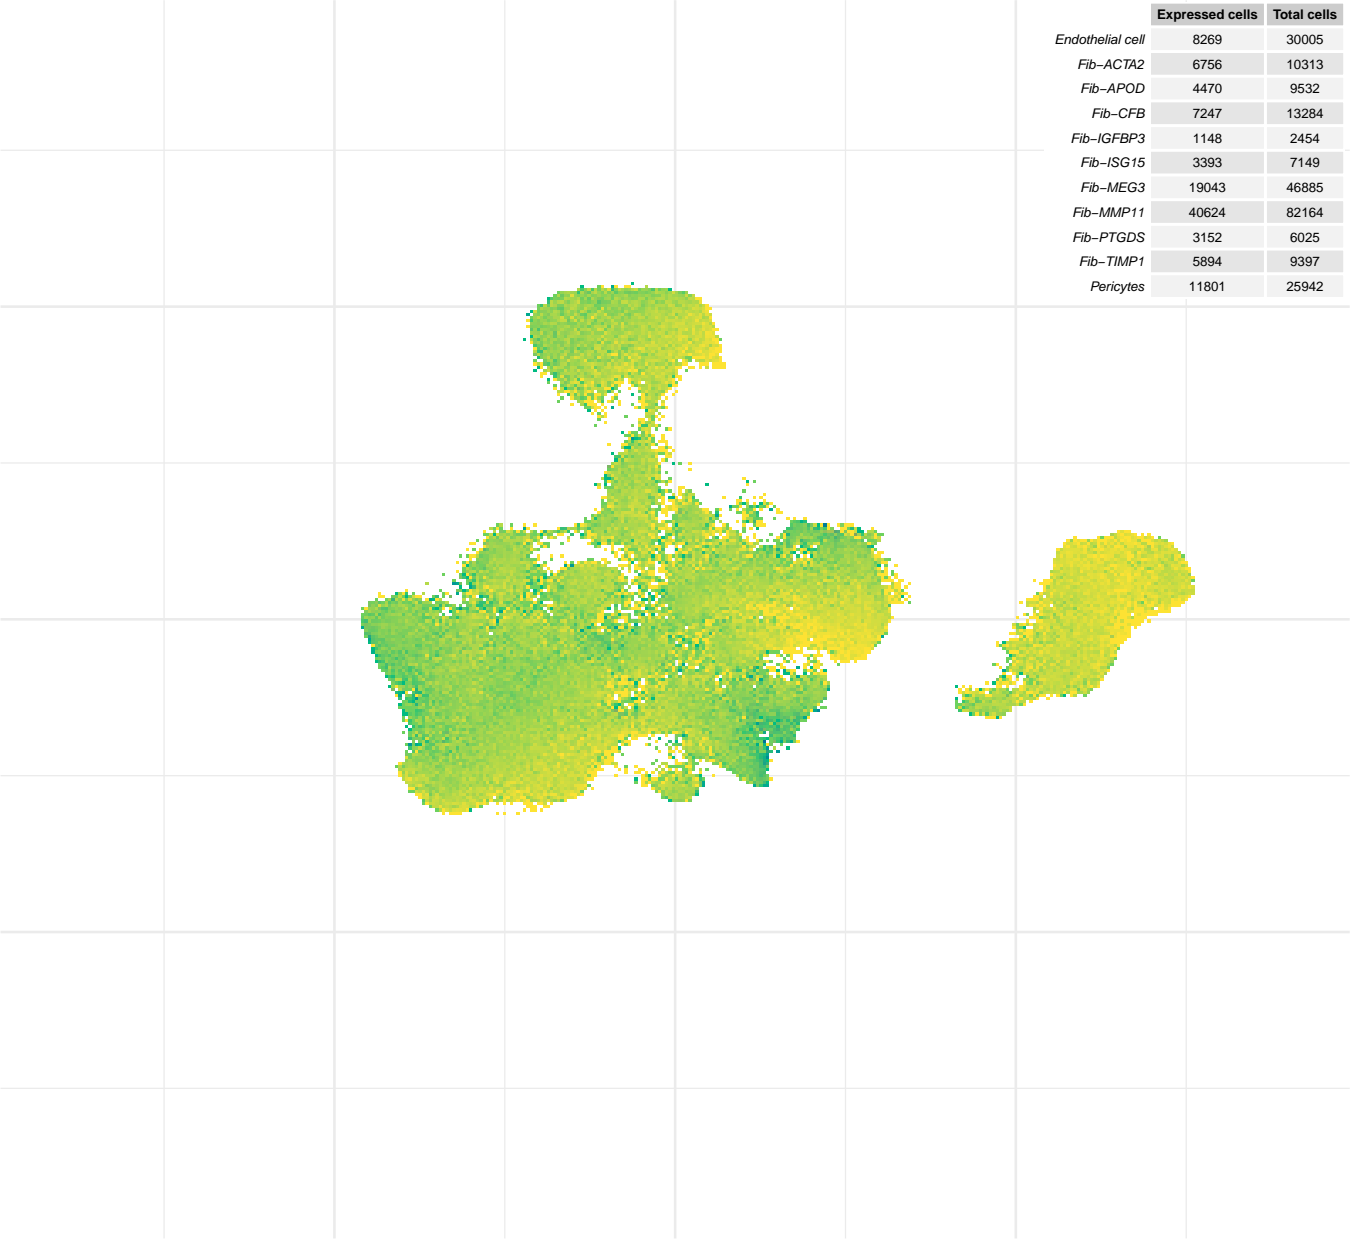 Expressed cells Total cells
Endothelial cell 8269 30005
Fib−ACTA2 6756 10313
Fib−APOD 4470 9532
Fib−CFB 7247 13284
Fib−IGFBP3 1148 2454
Fib−ISG15 3393 7149
Fib−MEG3 19043 46885
Fib−MMP11 40624 82164
Fib−PTGDS 3152 6025
Fib−TIMP1 5894 9397
Pericytes 11801 25942